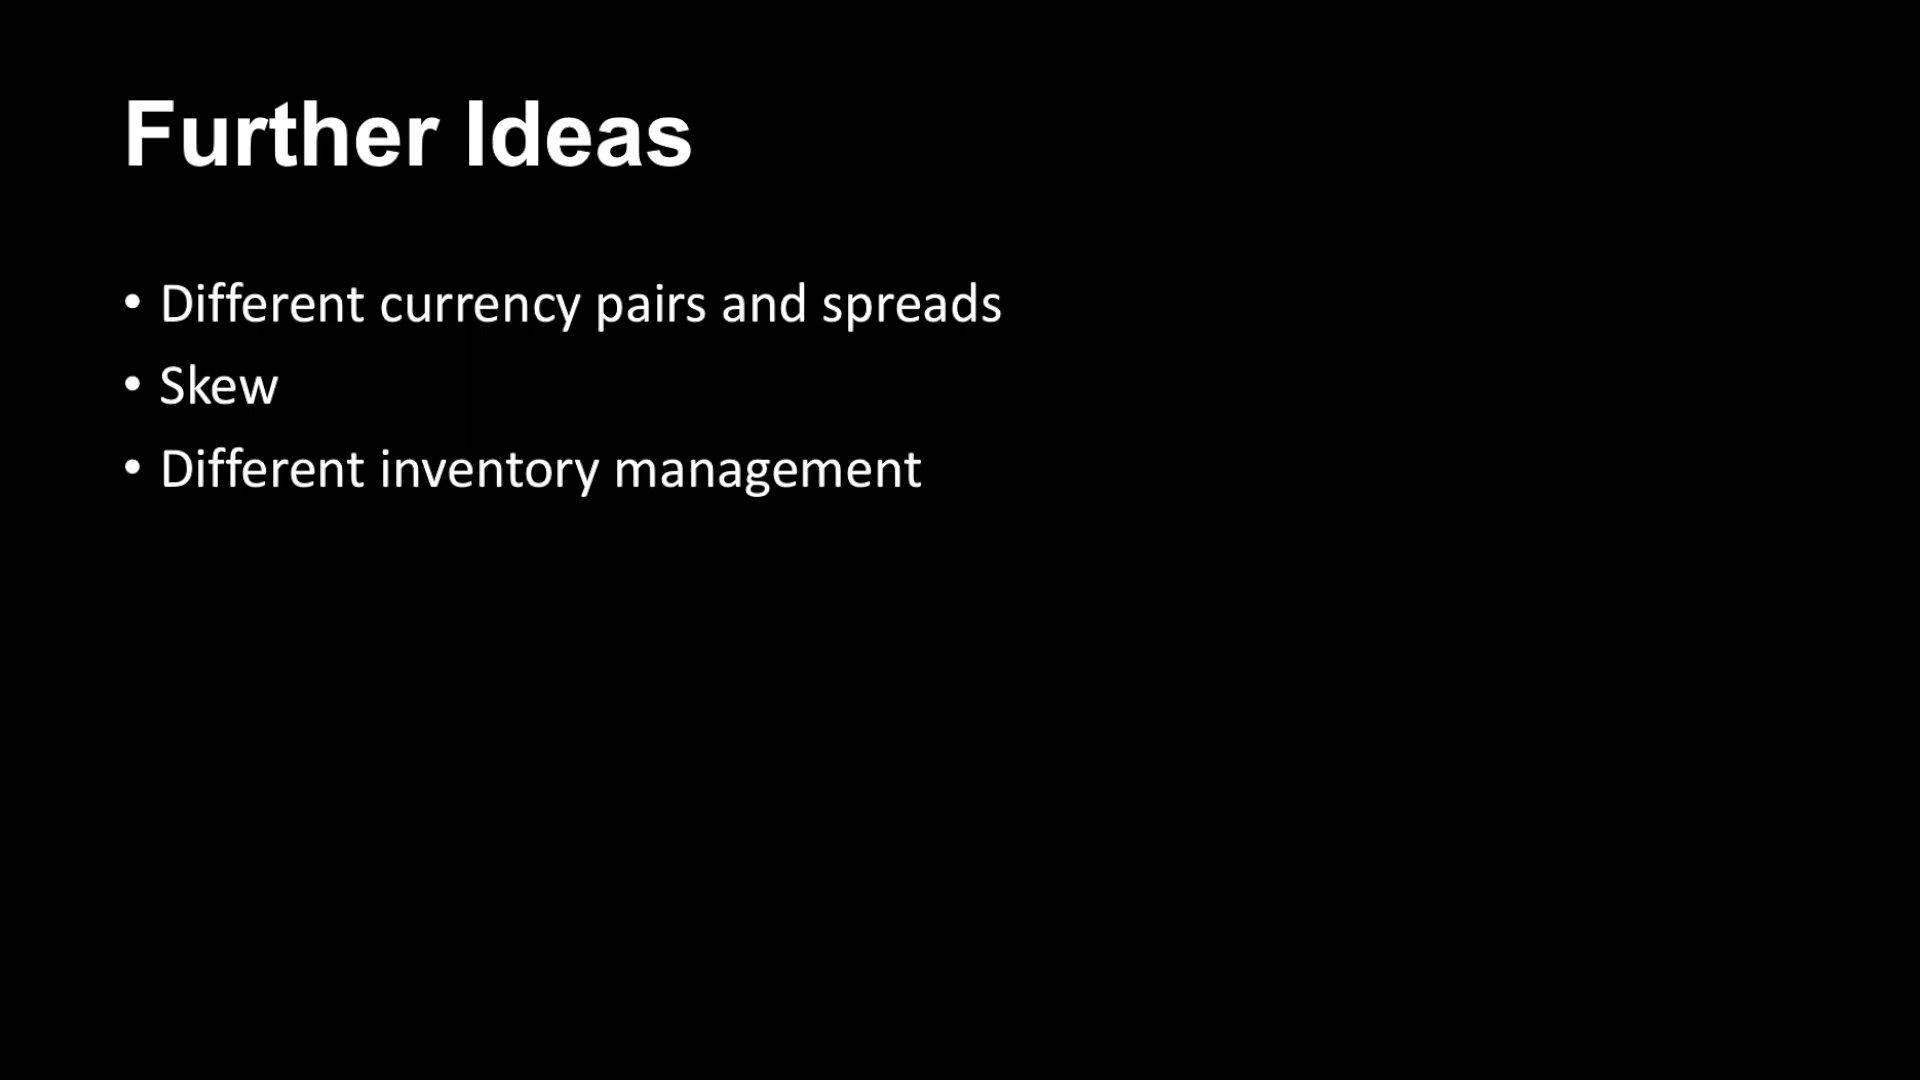 Further Ideas
• Different currency pairs and spreads
• Skew
• Different inventory management